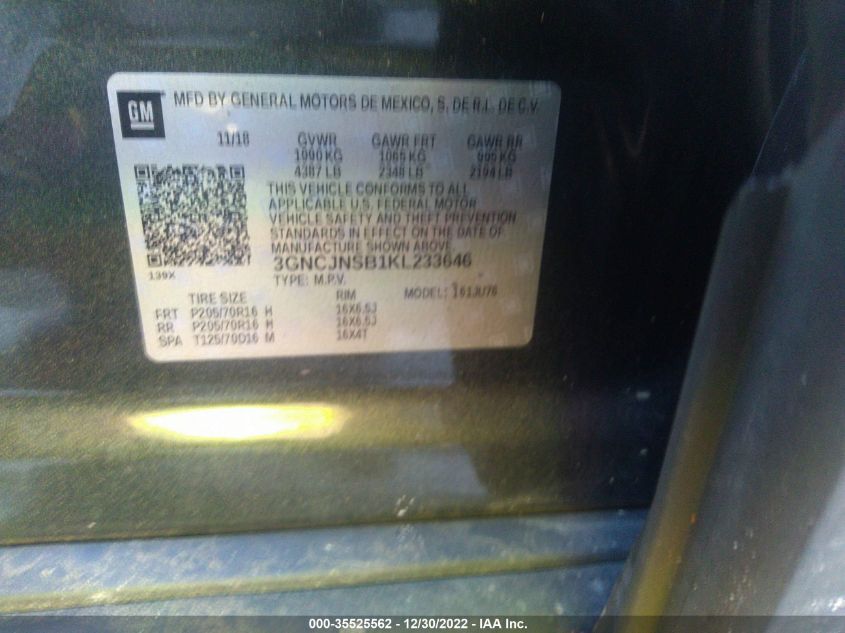 GM
MFD BY GENERAL MOTORS DE MEXICO, S. DE R.L. DE C.V.
11/18 GVWR GAWR FRT GAWR RR
1990 KG 1065 KG 995 KG
4387 LB 2348 LB 2194 LB
THIS VEHICLE CONFORMS TO ALL
APPLICABLE U.S. FEDERAL MOTOR
VEHICLE SAFETY AND THEFT PREVENTION
STANDARDS IN EFFECT ON THE DATE OF
MANUFACTURE SHOWN ABOVE.
3GNCJNSB1KL233646
139X
TYPE: M.P.V. MODEL: 1 61JU76
TIRE SIZE RIM
FRT P205/70R16 H 16X6.5J
RR P205/70R16 H 16X6.5J
SPA T125/70D16 M 16X4T
000-35525562 - 12/30/2022 - IAA Inc.